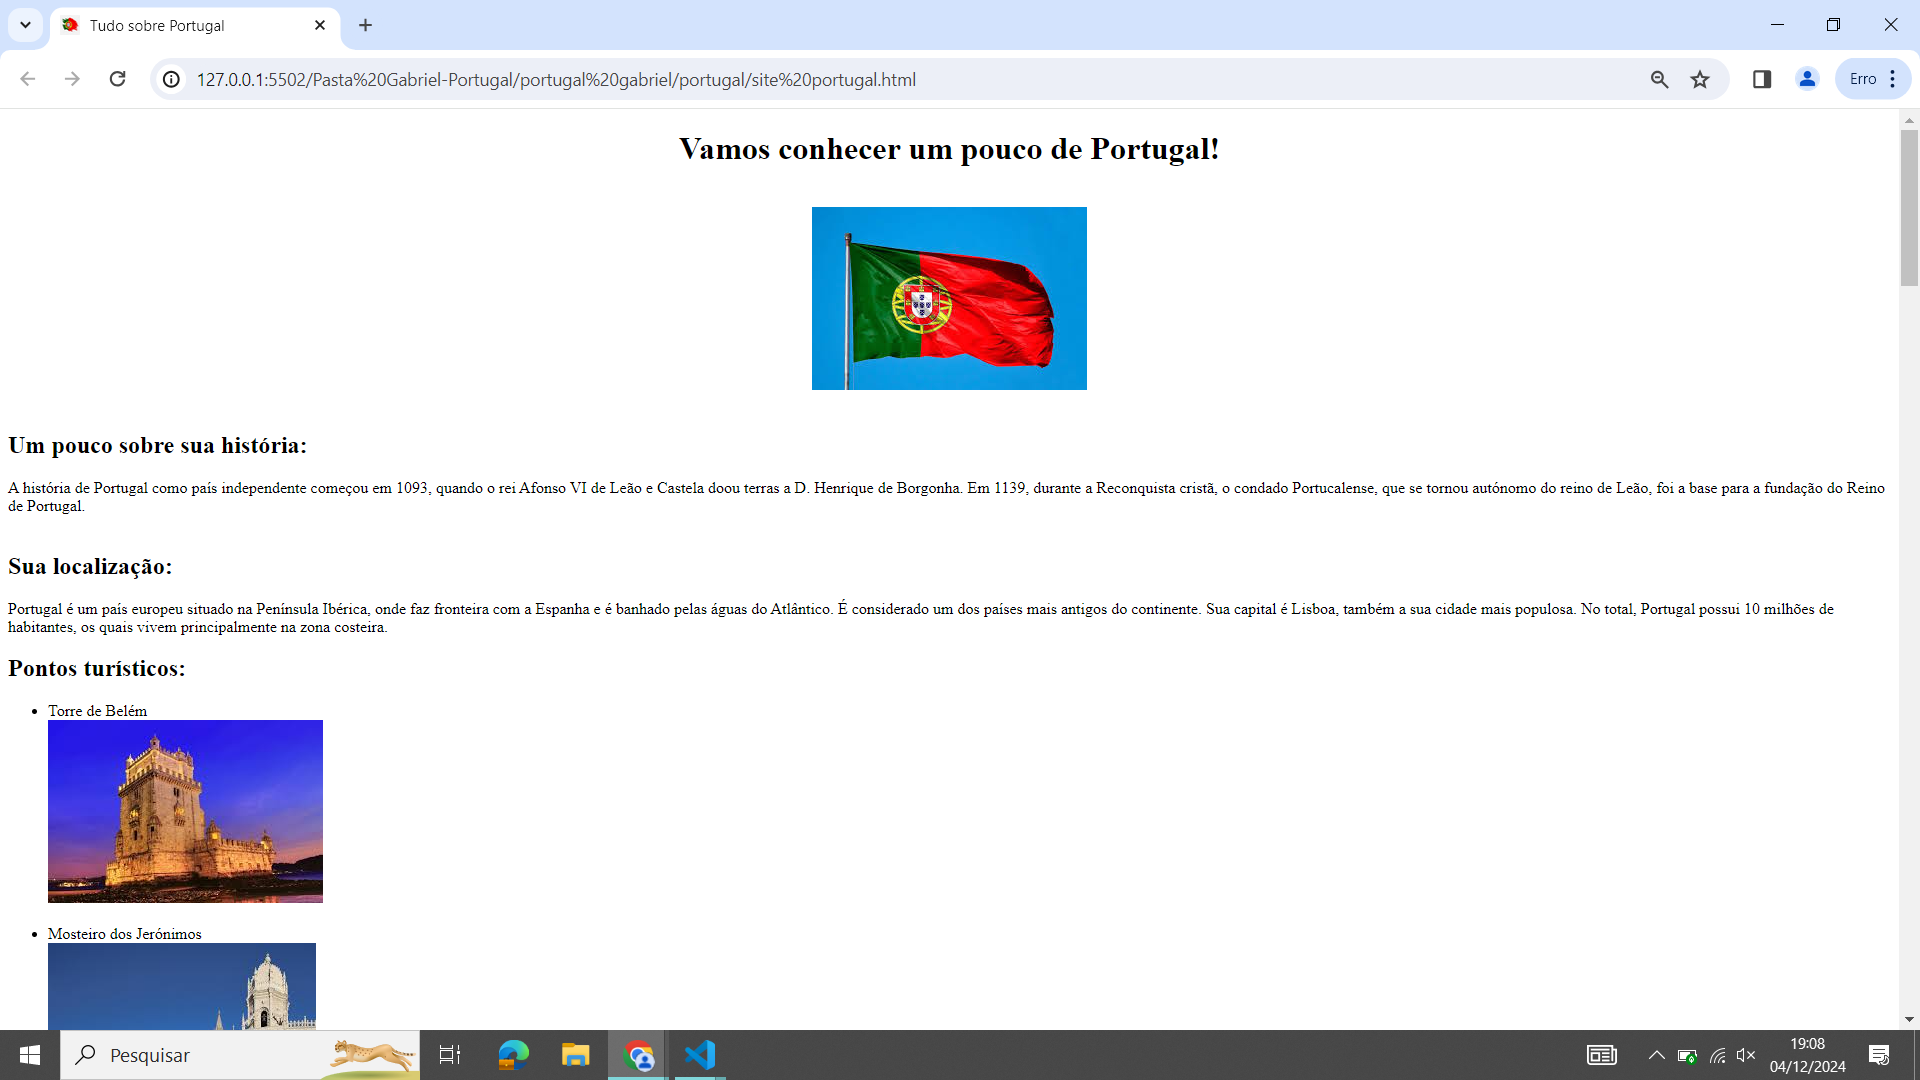 Tudo sobre Portugal
127.0.0.1:5502/Pasta%20Gabriel-Portugal/portugal%20gabriel/portugal/site%20portugal.html
Erro
Vamos conhecer um pouco de Portugal!
Um pouco sobre sua história:
A história de Portugal como país independente começou em 1093, quando o rei Afonso VI de Leão e Castela doou terras a D. Henrique de Borgonha. Em 1139, durante a Reconquista cristã, o condado Portucalense, que se tornou autónomo do reino de Leão, foi a base para a fundação do Reino
de Portugal.
Sua localização:
Portugal é um país europeu situado na Península Ibérica, onde faz fronteira com a Espanha e é banhado pelas águas do Atlântico. É considerado um dos países mais antigos do continente. Sua capital é Lisboa, também a sua cidade mais populosa. No total, Portugal possui 10 milhões de
habitantes, os quais vivem principalmente na zona costeira.
Pontos turísticos:
Torre de Belém
Mosteiro dos Jerónimos
Pesquisar
19:08
04/12/2024